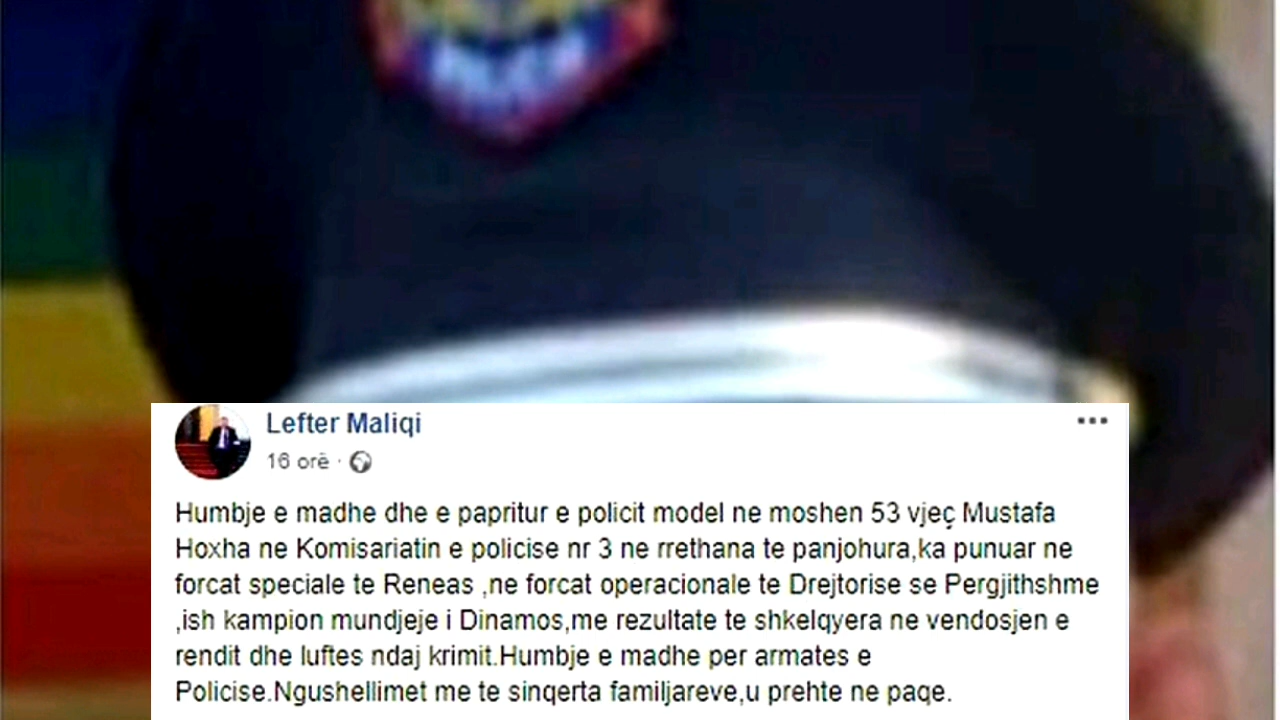 Lefter Maliqi
16 orë ·
Humbje e madhe dhe e papritur e policit model ne moshen 53 vjeç Mustafa
Hoxha ne Komisariatin e policise nr 3 ne rrethana te panjohura,ka punuar ne
forcat speciale te Reneas ,ne forcat operacionale te Drejtorise se Pergjithshme
,ish kampion mundjeje i Dinamos,me rezultate te shkelqyera ne vendosjen e
rendit dhe luftes ndaj krimit.Humbje e madhe per armates e
Policise.Ngushellimet me te sinqerta familjareve,u prehte ne paqe.